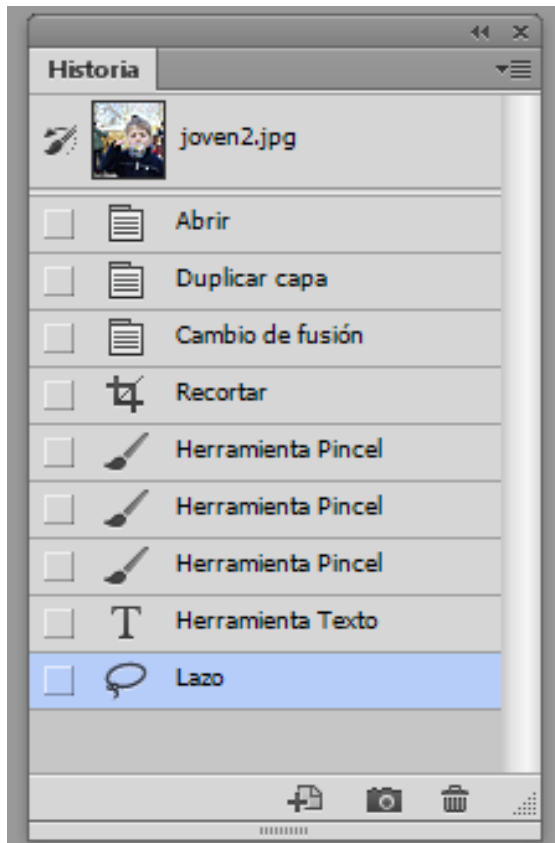 Historia
joven2.jpg
Abrir
Duplicar capa
Cambio de fusión
Recortar
Herramienta Pincel
Herramienta Pincel
Herramienta Pincel
Herramienta Texto
Lazo